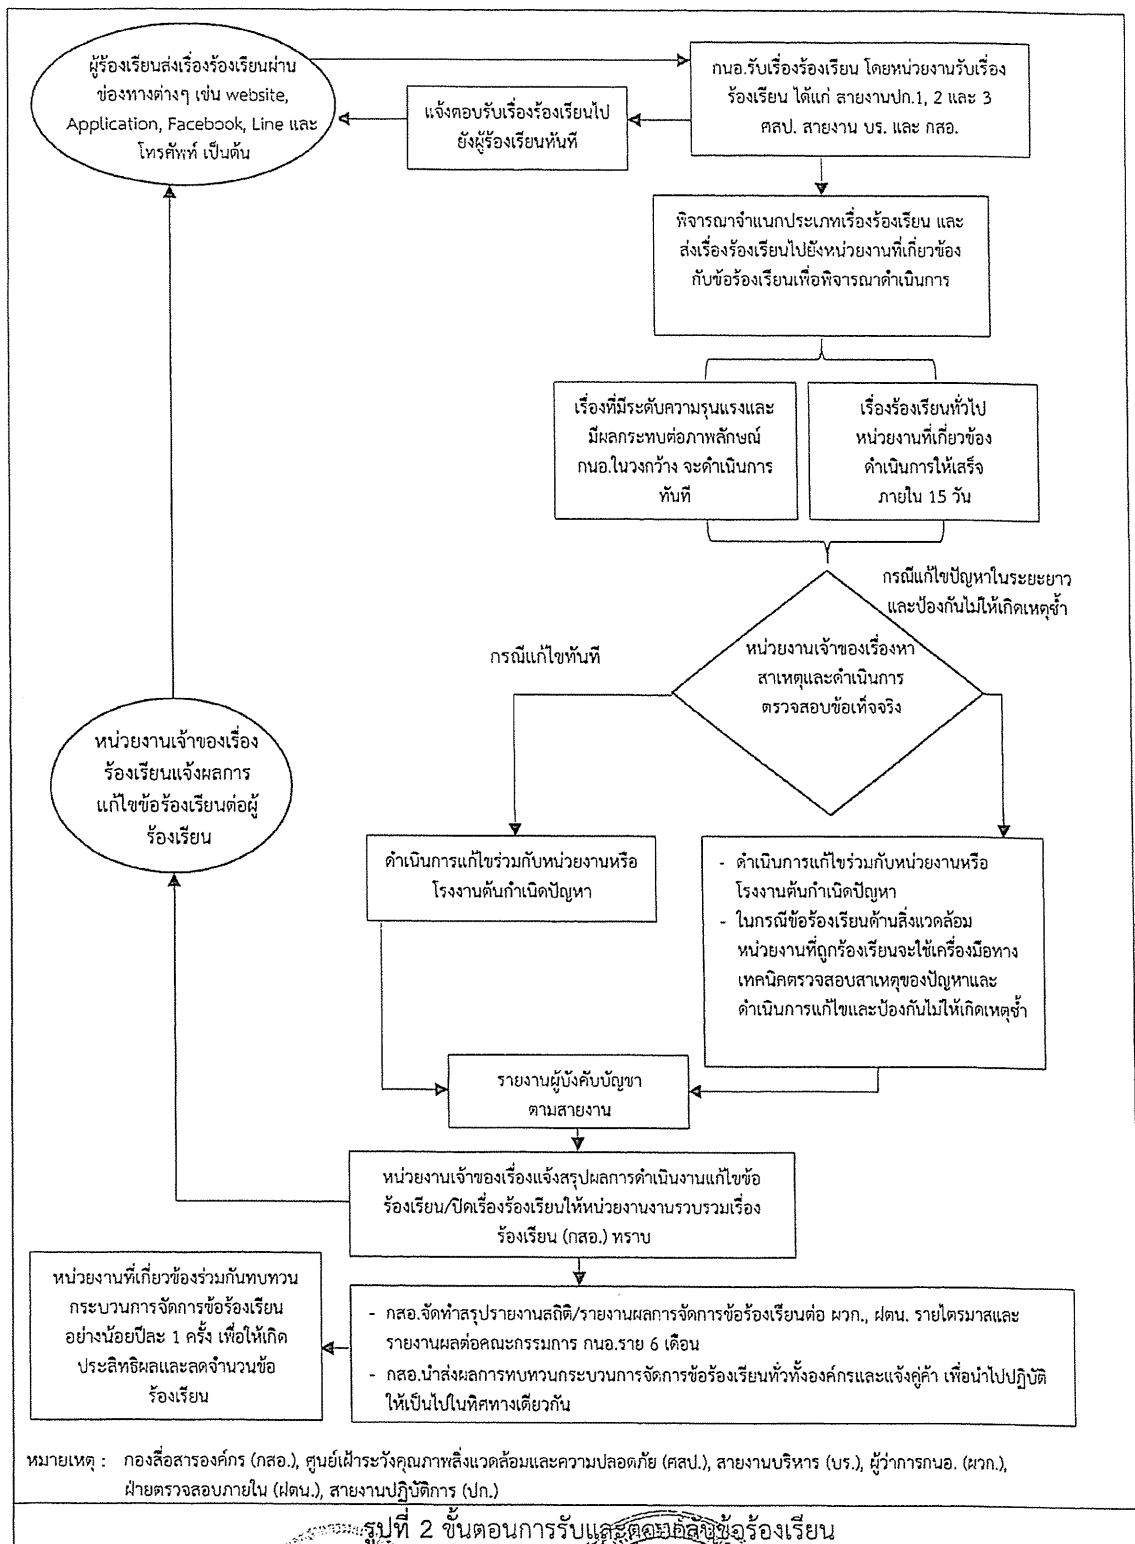 ผู้ร้องเรียนส่งเรื่องร้องเรียนผ่าน
ช่องทางต่างๆ เช่น website,
Application, Facebook, Line และ
โทรศัพท์ เป็นต้น
แจ้งตอบรับเรื่องร้องเรียนไป
ยังผู้ร้องเรียนทันที
กนอ.รับเรื่องร้องเรียน โดยหน่วยงานรับเรื่อง
ร้องเรียน ได้แก่ สายงานปก.1, 2 และ 3
ศสป. สายงาน บร. และ กสอ.
พิจารณาจำแนกประเภทเรื่องร้องเรียน และ
ส่งเรื่องร้องเรียนไปยังหน่วยงานที่เกี่ยวข้อง
กับข้อร้องเรียนเพื่อพิจารณาดำเนินการ
เรื่องที่มีระดับความรุนแรงและ
มีผลกระทบต่อภาพลักษณ์
กนอ.ในวงกว้าง จะดำเนินการ
ทันที
เรื่องร้องเรียนทั่วไป
หน่วยงานที่เกี่ยวข้อง
ดำเนินการให้เสร็จ
ภายใน 15 วัน
กรณีแก้ไขปัญหาในระยะยาว
และป้องกันไม่ให้เกิดเหตุซ้ำ
กรณีแก้ไขทันที
หน่วยงานเจ้าของเรื่องหา
สาเหตุและดำเนินการ
ตรวจสอบข้อเท็จจริง
หน่วยงานเจ้าของเรื่อง
ร้องเรียนแจ้งผลการ
แก้ไขข้อร้องเรียนต่อผู้
ร้องเรียน
ดำเนินการแก้ไขร่วมกับหน่วยงานหรือ
โรงงานต้นกำเนิดปัญหา
- ดำเนินการแก้ไขร่วมกับหน่วยงานหรือ
โรงงานต้นกำเนิดปัญหา
- ในกรณีข้อร้องเรียนด้านสิ่งแวดล้อม
หน่วยงานที่ถูกร้องเรียนจะใช้เครื่องมือทาง
เทคนิคตรวจสอบสาเหตุของปัญหาและ
ดำเนินการแก้ไขและป้องกันไม่ให้เกิดเหตุซ้ำ
รายงานผู้บังคับบัญชา
ตามสายงาน
หน่วยงานเจ้าของเรื่องแจ้งสรุปผลการดำเนินงานแก้ไขข้อ
ร้องเรียน/ปิดเรื่องร้องเรียนให้หน่วยงานงานรวบรวมเรื่อง
ร้องเรียน (กสอ.) ทราบ
หน่วยงานที่เกี่ยวข้องร่วมกันทบทวน
กระบวนการจัดการข้อร้องเรียน
อย่างน้อยปีละ 1 ครั้ง เพื่อให้เกิด
ประสิทธิผลและลดจำนวนข้อ
ร้องเรียน
- กสอ.จัดทำสรุปรายงานสถิติ/รายงานผลการจัดการข้อร้องเรียนต่อ ผวก., ฝตน. รายไตรมาสและ
รายงานผลต่อคณะกรรมการ กนอ.ราย 6 เดือน
- กสอ.นำส่งผลการทบทวนกระบวนการจัดการข้อร้องเรียนทั่วทั้งองค์กรและแจ้งคู่ค้า เพื่อนำไปปฏิบัติ
ให้เป็นไปในทิศทางเดียวกัน
หมายเหตุ : กองสื่อสารองค์กร (กสอ.), ศูนย์เฝ้าระวังคุณภาพสิ่งแวดล้อมและความปลอดภัย (ศสป.), สายงานบริหาร (บร.), ผู้ว่าการกนอ. (ผวก.),
ฝ่ายตรวจสอบภายใน (ฝตน.), สายงานปฏิบัติการ (ปก.)
รูปที่ 2 ขั้นตอนการรับและตอบกลับข้อร้องเรียน